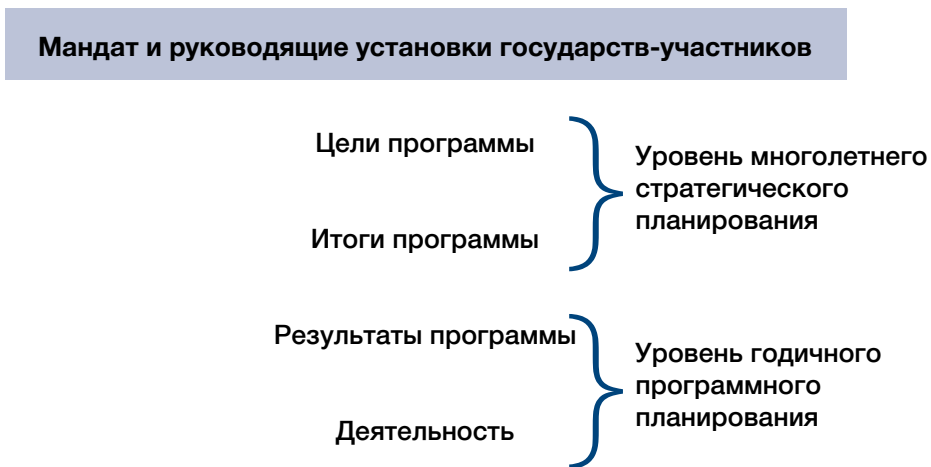 Мандат и руководящие установки государств-участников
Цели программы
Итоги программы
Уровень многолетнего
стратегического
планирования
Результаты программы
Деятельность
Уровень годичного
программного
планирования